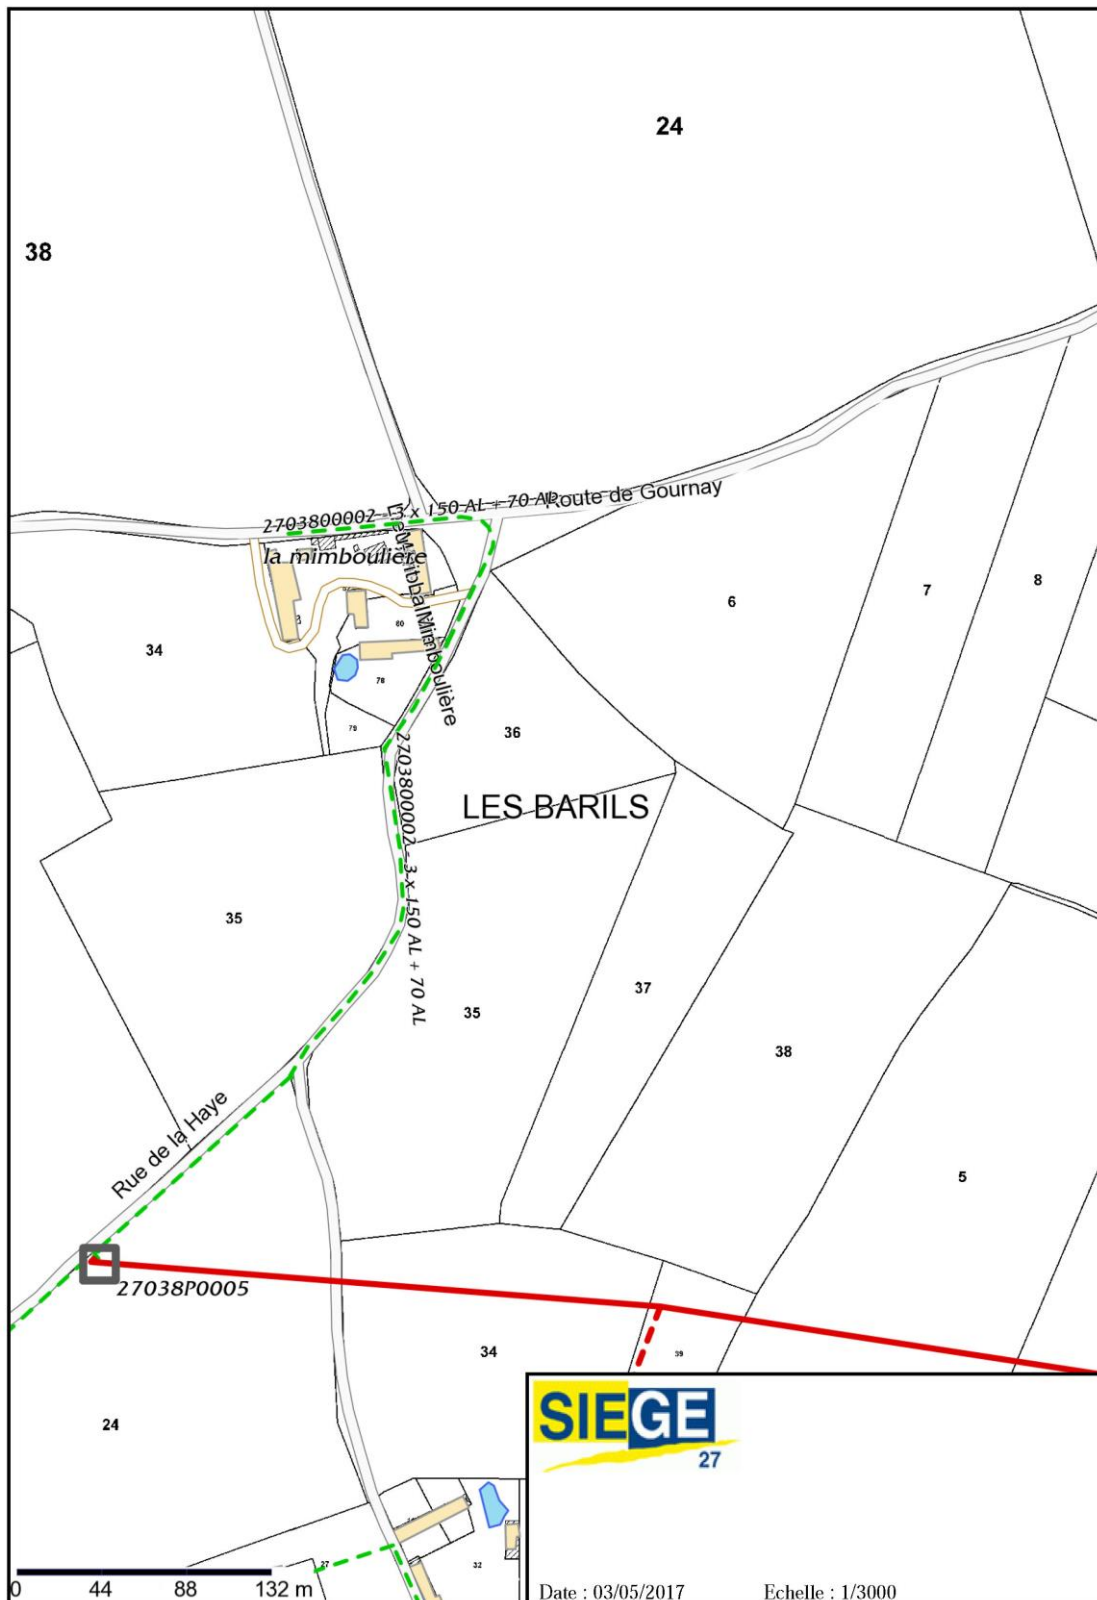 24
38
Route de Gournay
2703800002 - 3 x 150 AL + 70 AL
la mimboulière
Mimboulière
6
7
8
34
60
78
79
36
LES BARILS
2703800002 - 3 x 150 AL + 70 AL
35
37
35
38
Rue de la Haye
5
27038P0005
34
39
24
SIEGE
27
27
32
0 44 88 132 m
Date : 03/05/2017 Echelle : 1/3000